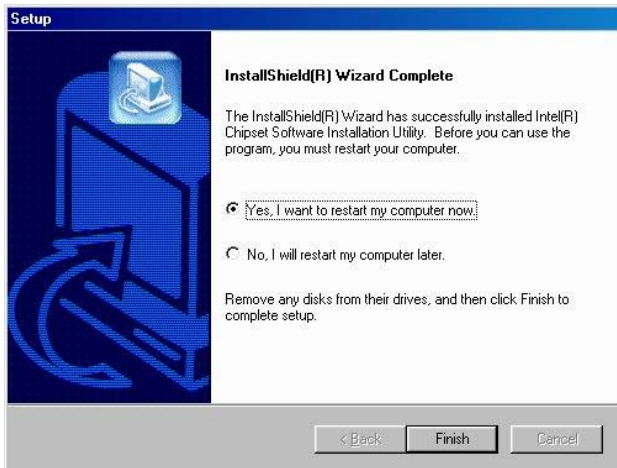 Setup
InstallShield(R) Wizard Complete
The InstallShield(R) Wizard has successfully installed Intel(R)
Chipset Software Installation Utility. Before you can use the
program, you must restart your computer.
Yes, I want to restart my computer now.
No, I will restart my computer later.
Remove any disks from their drives, and then click Finish to
complete setup.
< Back Finish Cancel